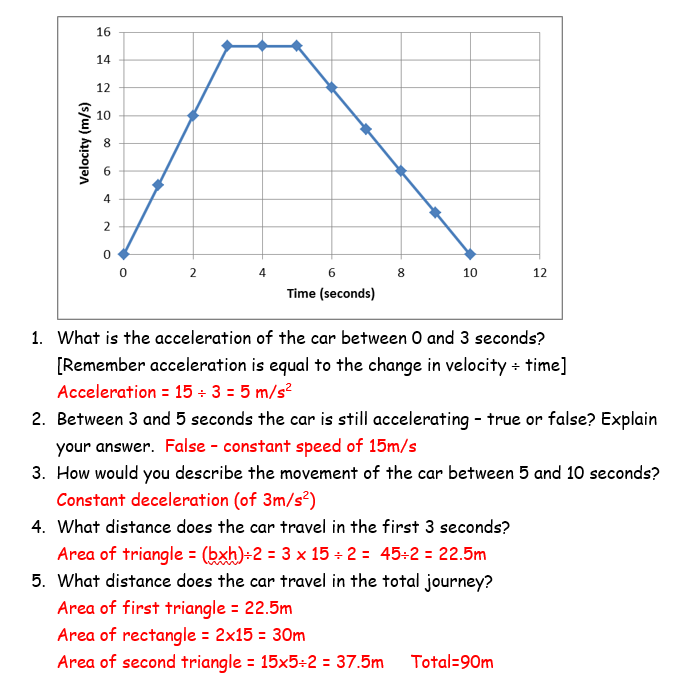 16
14
12
10
8
6
4
2
0
Velocity (m/s)
0 2 4 6 8 10 12
Time (seconds)
1. What is the acceleration of the car between 0 and 3 seconds?
[Remember acceleration is equal to the change in velocity ÷ time]
Acceleration = 15 ÷ 3 = 5 m/s²
2. Between 3 and 5 seconds the car is still accelerating – true or false? Explain
your answer. False – constant speed of 15m/s
3. How would you describe the movement of the car between 5 and 10 seconds?
Constant deceleration (of 3m/s²)
4. What distance does the car travel in the first 3 seconds?
Area of triangle = (bxh)÷2 = 3 x 15 ÷ 2 = 45÷2 = 22.5m
5. What distance does the car travel in the total journey?
Area of first triangle = 22.5m
Area of rectangle = 2x15 = 30m
Area of second triangle = 15x5÷2 = 37.5m Total=90m